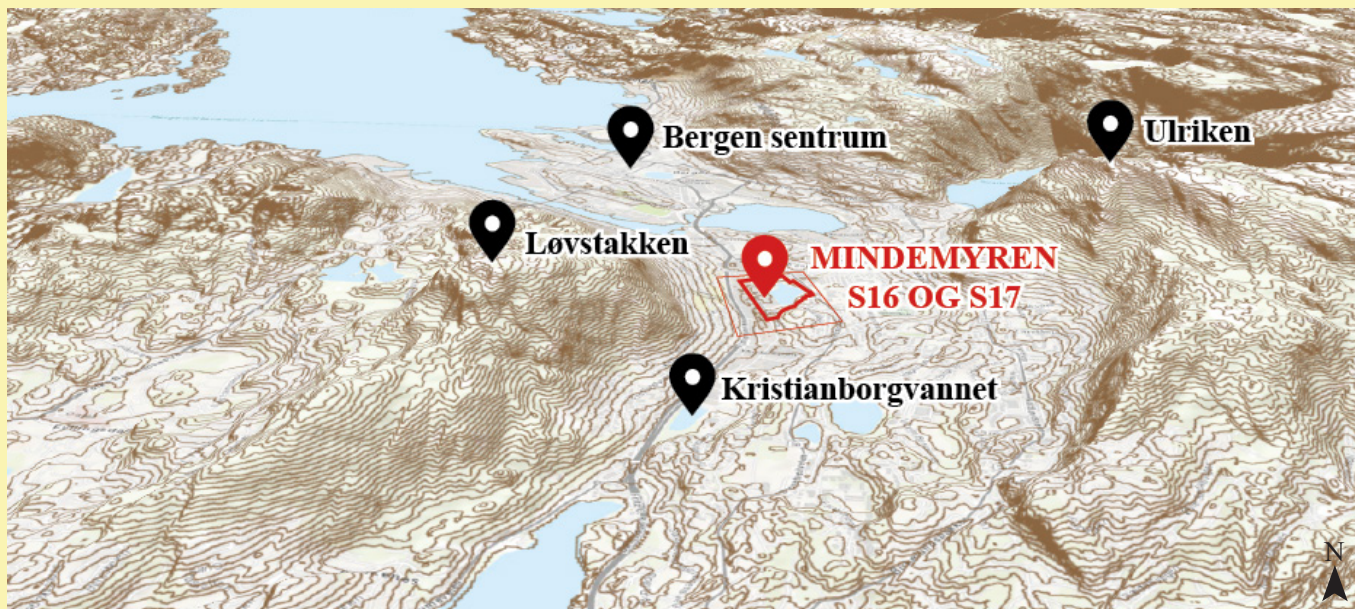 Bergen sentrum
Ulriken
Løvstakken
MINDEMYREN
S16 OG S17
Kristianborgvannet
N